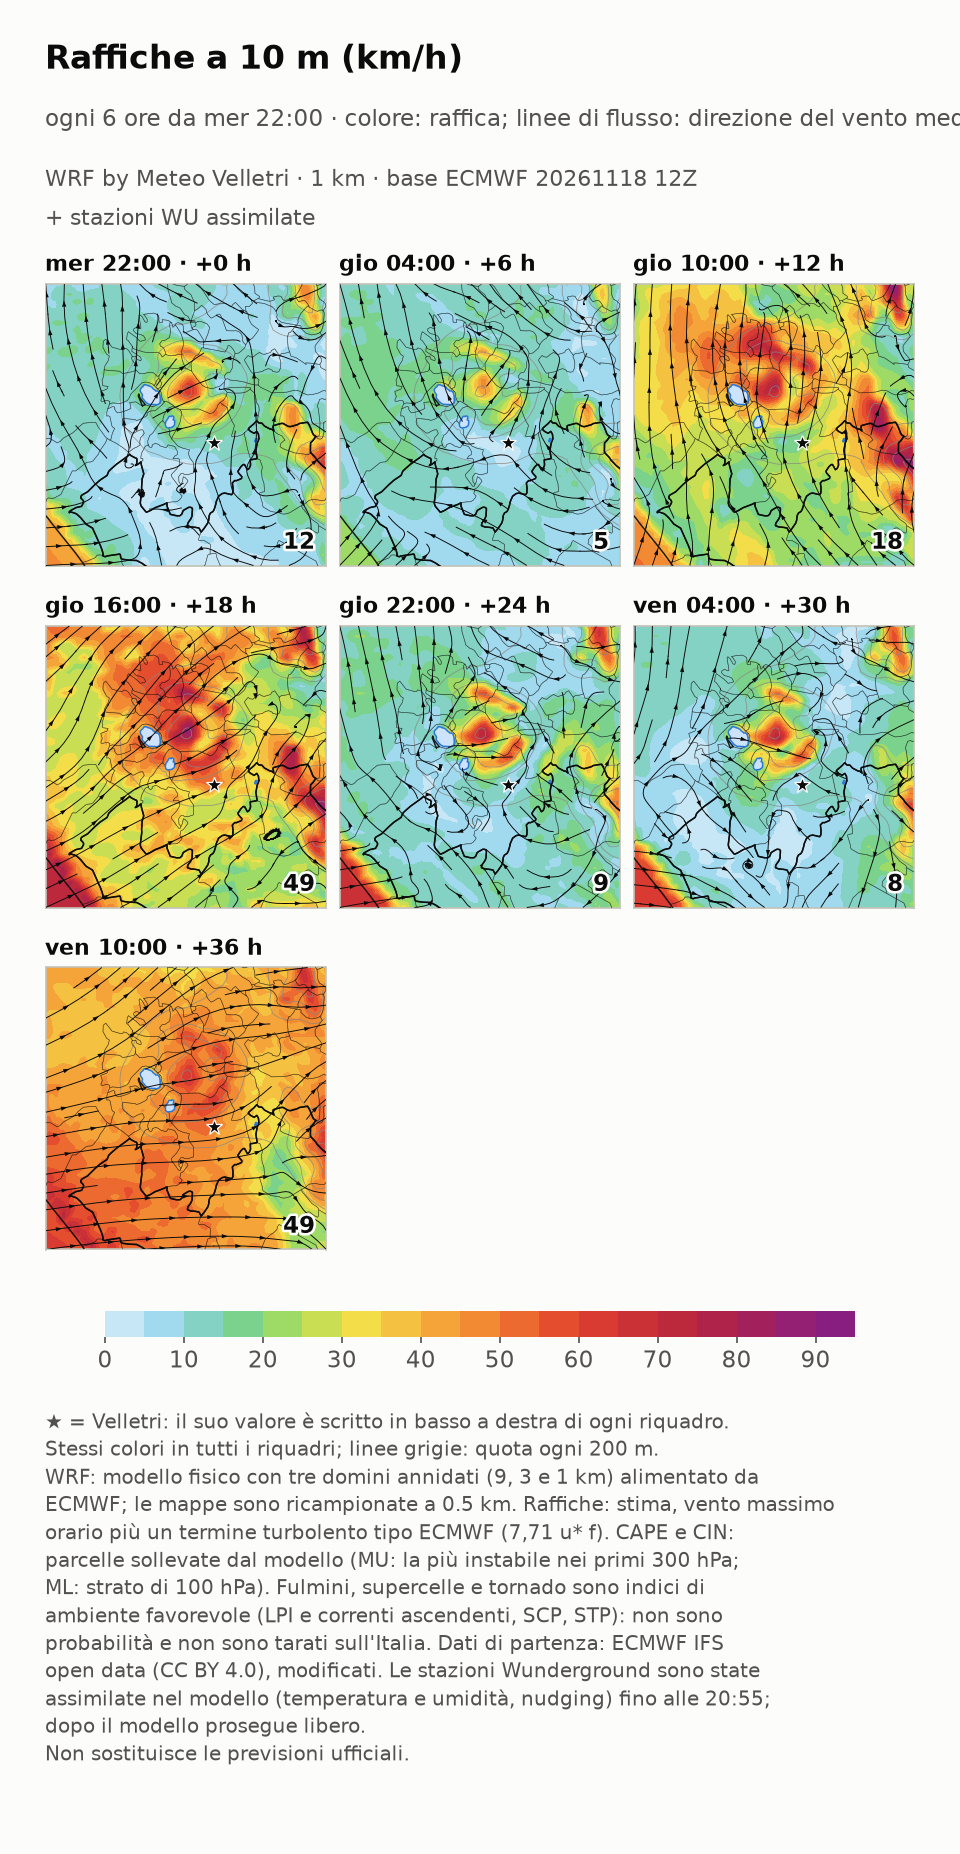 Raffiche a 10 m (km/h)
ogni 6 ore da mer 22:00 · colore: raffica; linee di flusso: direzione del vento med
WRF by Meteo Velletri · 1 km · base ECMWF 20261118 12Z
+ stazioni WU assimilate
mer 22:00 · +0 h
gio 04:00 · +6 h
gio 10:00 · +12 h
12
5
18
gio 16:00 · +18 h
gio 22:00 · +24 h
ven 04:00 · +30 h
49
9
8
ven 10:00 · +36 h
49
0 10 20 30 40 50 60 70 80 90
★ = Velletri: il suo valore è scritto in basso a destra di ogni riquadro.
Stessi colori in tutti i riquadri; linee grigie: quota ogni 200 m.
WRF: modello fisico con tre domini annidati (9, 3 e 1 km) alimentato da
ECMWF; le mappe sono ricampionate a 0.5 km. Raffiche: stima, vento massimo
orario più un termine turbolento tipo ECMWF (7,71 u* f). CAPE e CIN:
parcelle sollevate dal modello (MU: la più instabile nei primi 300 hPa;
ML: strato di 100 hPa). Fulmini, supercelle e tornado sono indici di
ambiente favorevole (LPI e correnti ascendenti, SCP, STP): non sono
probabilità e non sono tarati sull'Italia. Dati di partenza: ECMWF IFS
open data (CC BY 4.0), modificati. Le stazioni Wunderground sono state
assimilate nel modello (temperatura e umidità, nudging) fino alle 20:55;
dopo il modello prosegue libero.
Non sostituisce le previsioni ufficiali.